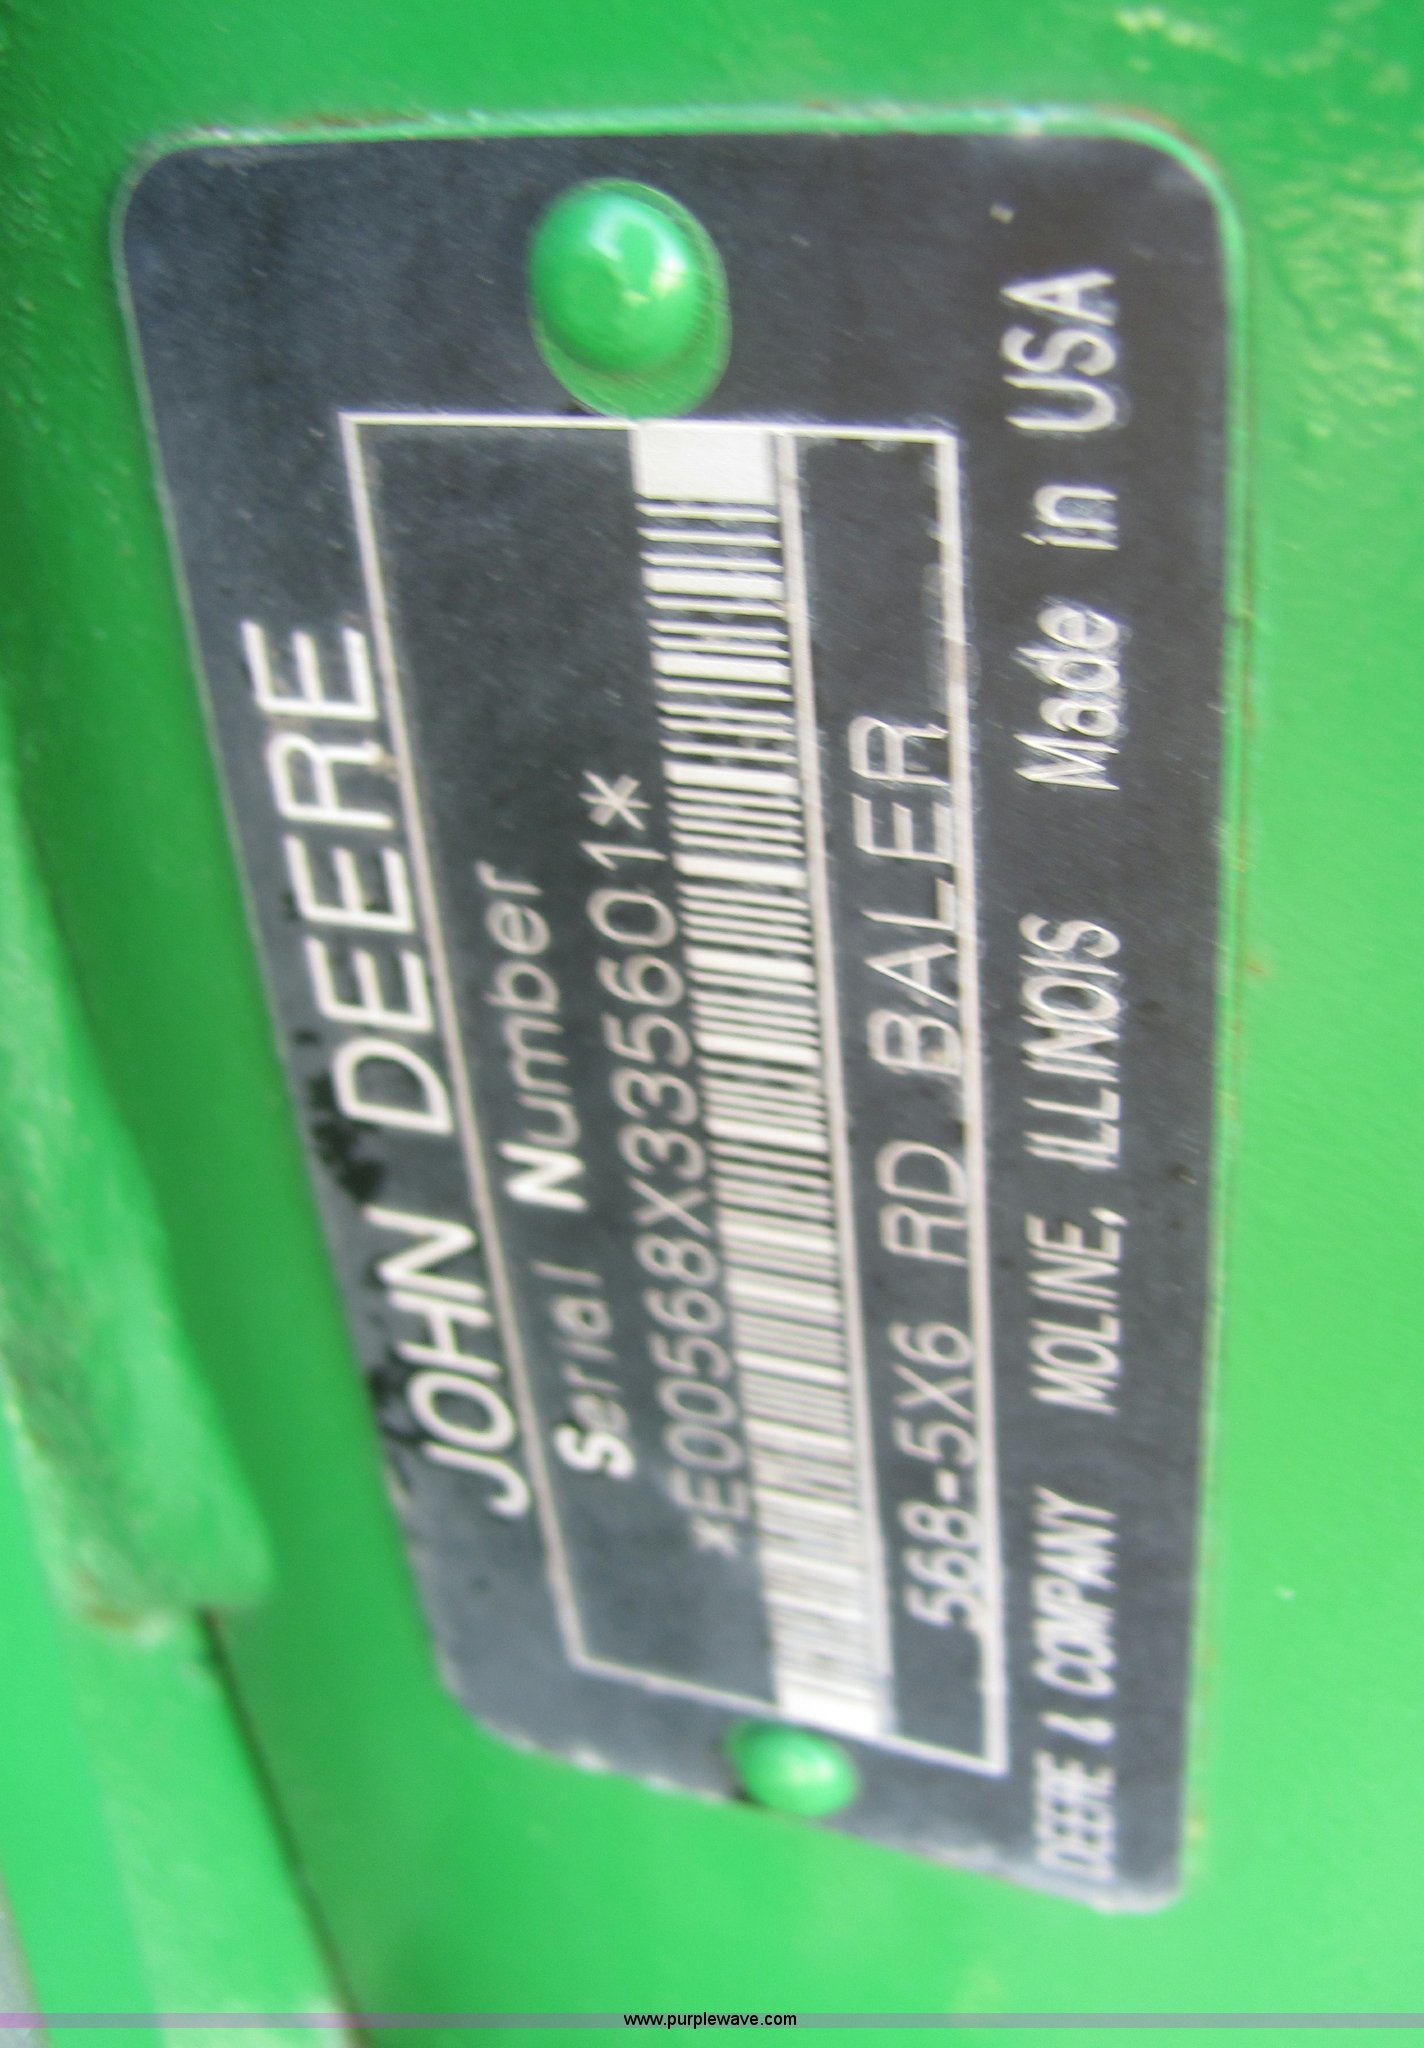 JOHN DEERE
Serial Number
*E00568X335601*
568-5X6 RD BALER
DEERE & COMPANY MOLINE, ILLINOIS Made in USA
www.purplewave.com